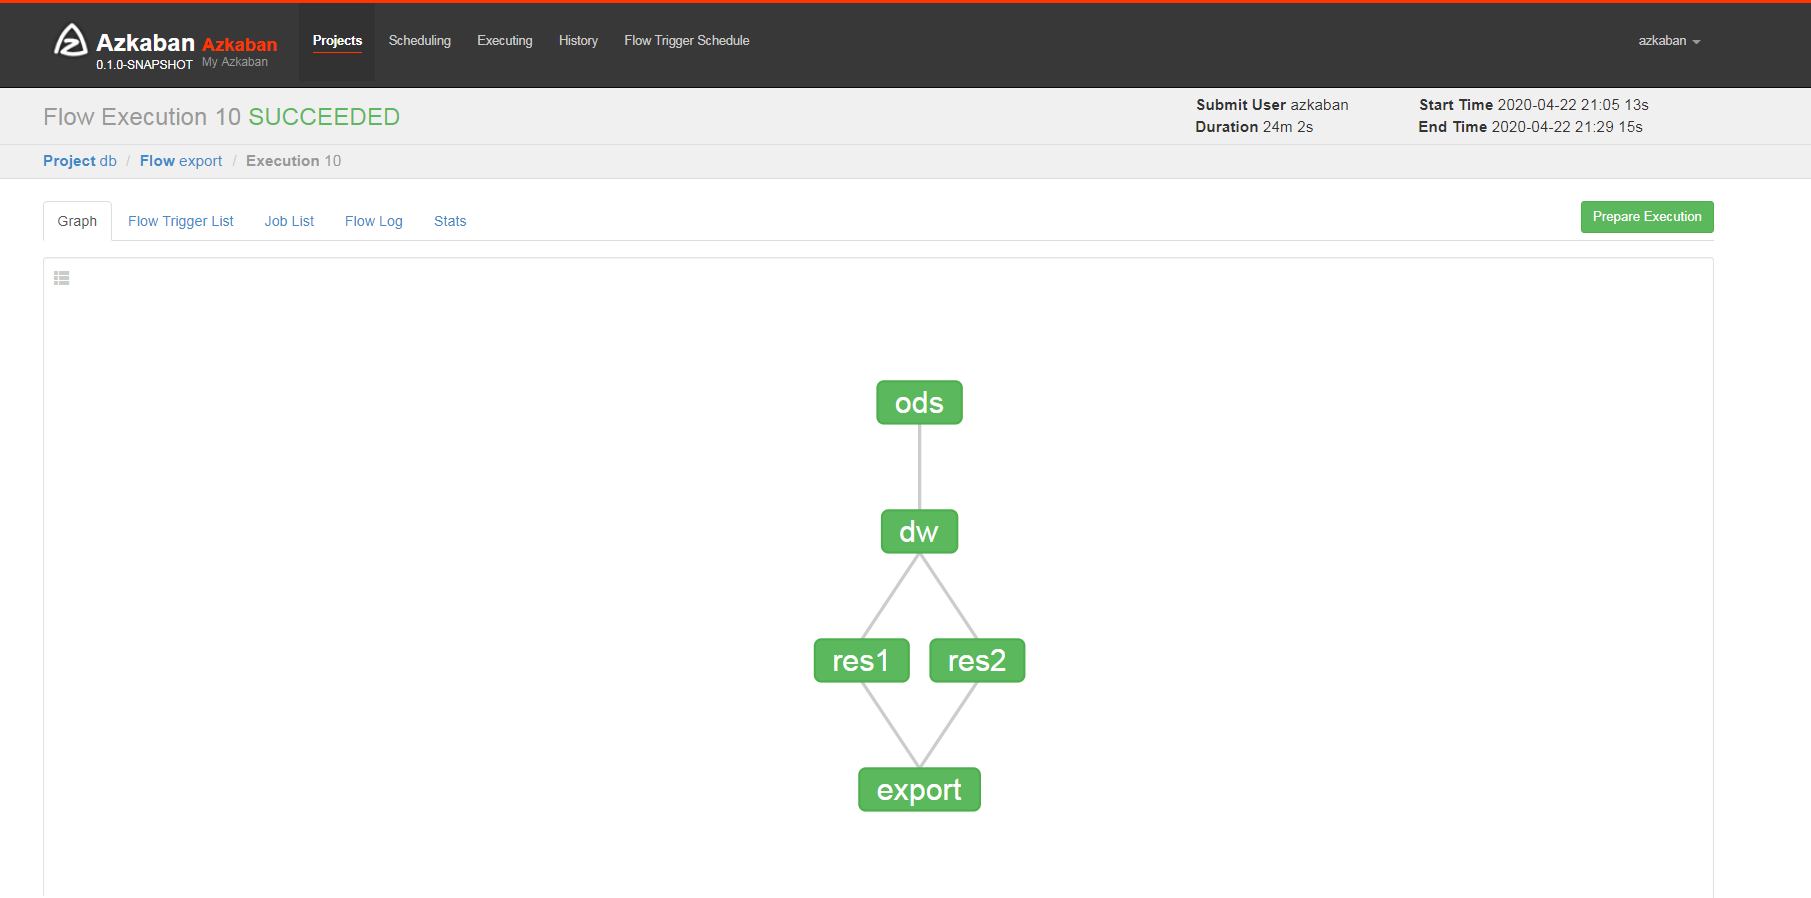 Azkaban Azkaban
0.1.0-SNAPSHOT My Azkaban
Projects Scheduling Executing History Flow Trigger Schedule azkaban
Flow Execution 10 SUCCEEDED
Submit User azkaban Start Time 2020-04-22 21:05 13s
Duration 24m 2s End Time 2020-04-22 21:29 15s
Project db / Flow export / Execution 10
Graph Flow Trigger List Job List Flow Log Stats Prepare Execution
ods
dw
res1 res2
export